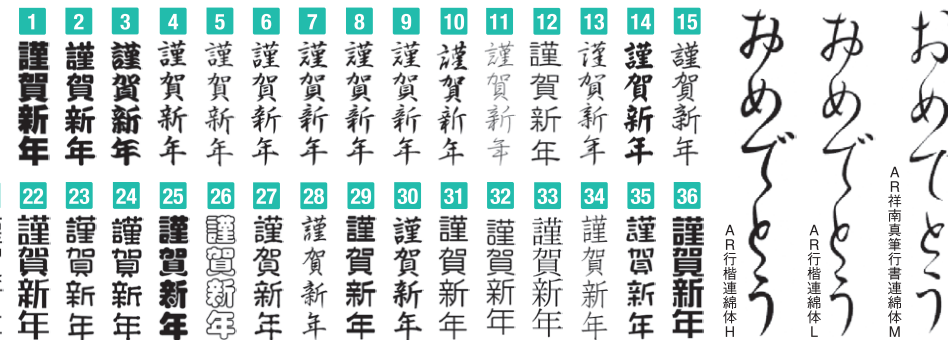 1 2 3 4 5 6 7 8 9 10 11 12 13 14 15
謹賀新年 謹賀新年 謹賀新年 謹賀新年 謹賀新年 謹賀新年 謹賀新年 謹賀新年 謹賀新年 謹賀新年 謹賀新年 謹賀新年 謹賀新年 謹賀新年 謹賀新年
22 23 24 25 26 27 28 29 30 31 32 33 34 35 36
謹賀新年 謹賀新年 謹賀新年 謹賀新年 謹賀新年 謹賀新年 謹賀新年 謹賀新年 謹賀新年 謹賀新年 謹賀新年 謹賀新年 謹賀新年 謹賀新年 謹賀新年
おめでとう
AR祥南真筆行書連綿体M
おめでとう
AR行楷連綿体L
おめでとう
AR行楷連綿体H